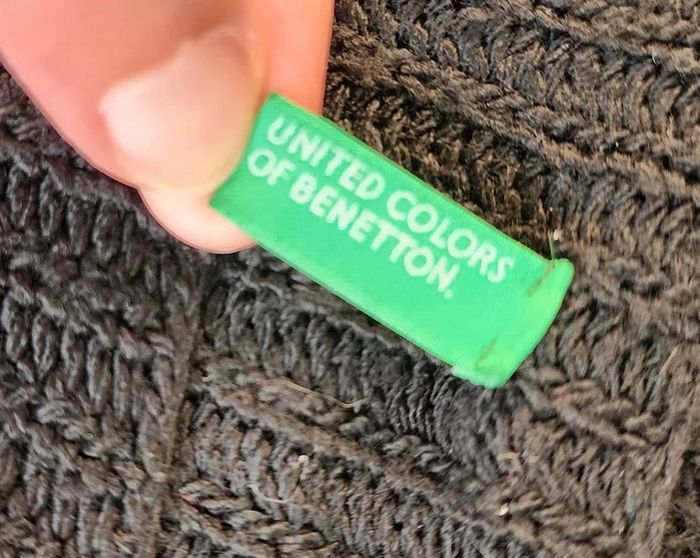 UNITED COLORS
OF BENETTON.